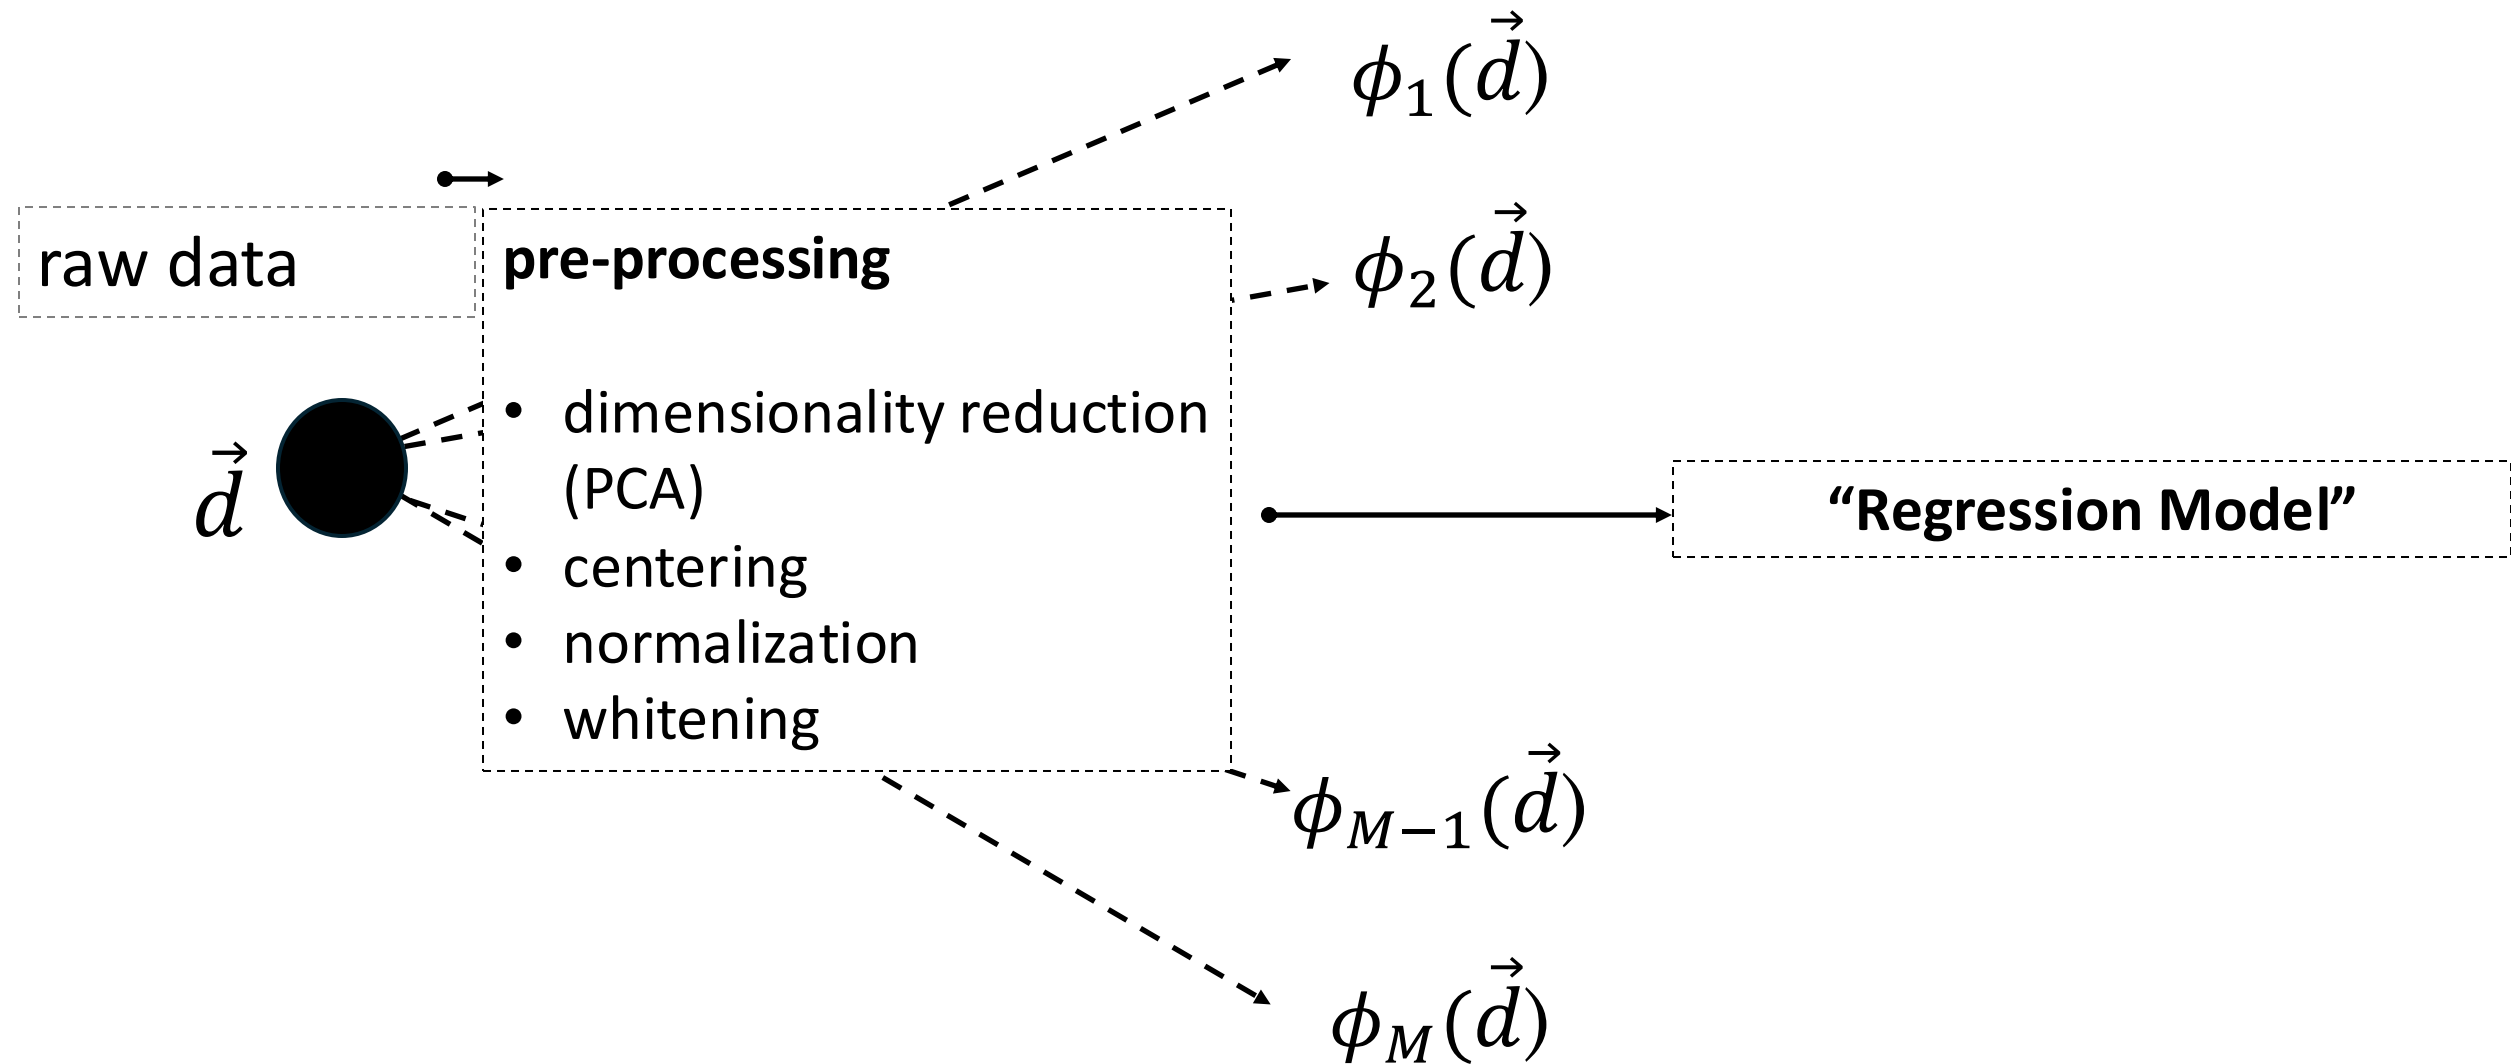 ϕ₁(d⃗)
ϕ₂(d⃗)
raw data
pre-processing
• dimensionality reduction
(PCA)
• centering
• normalization
• whitening
d⃗
“Regression Model”
ϕ_{M−1}(d⃗)
ϕ_M(d⃗)